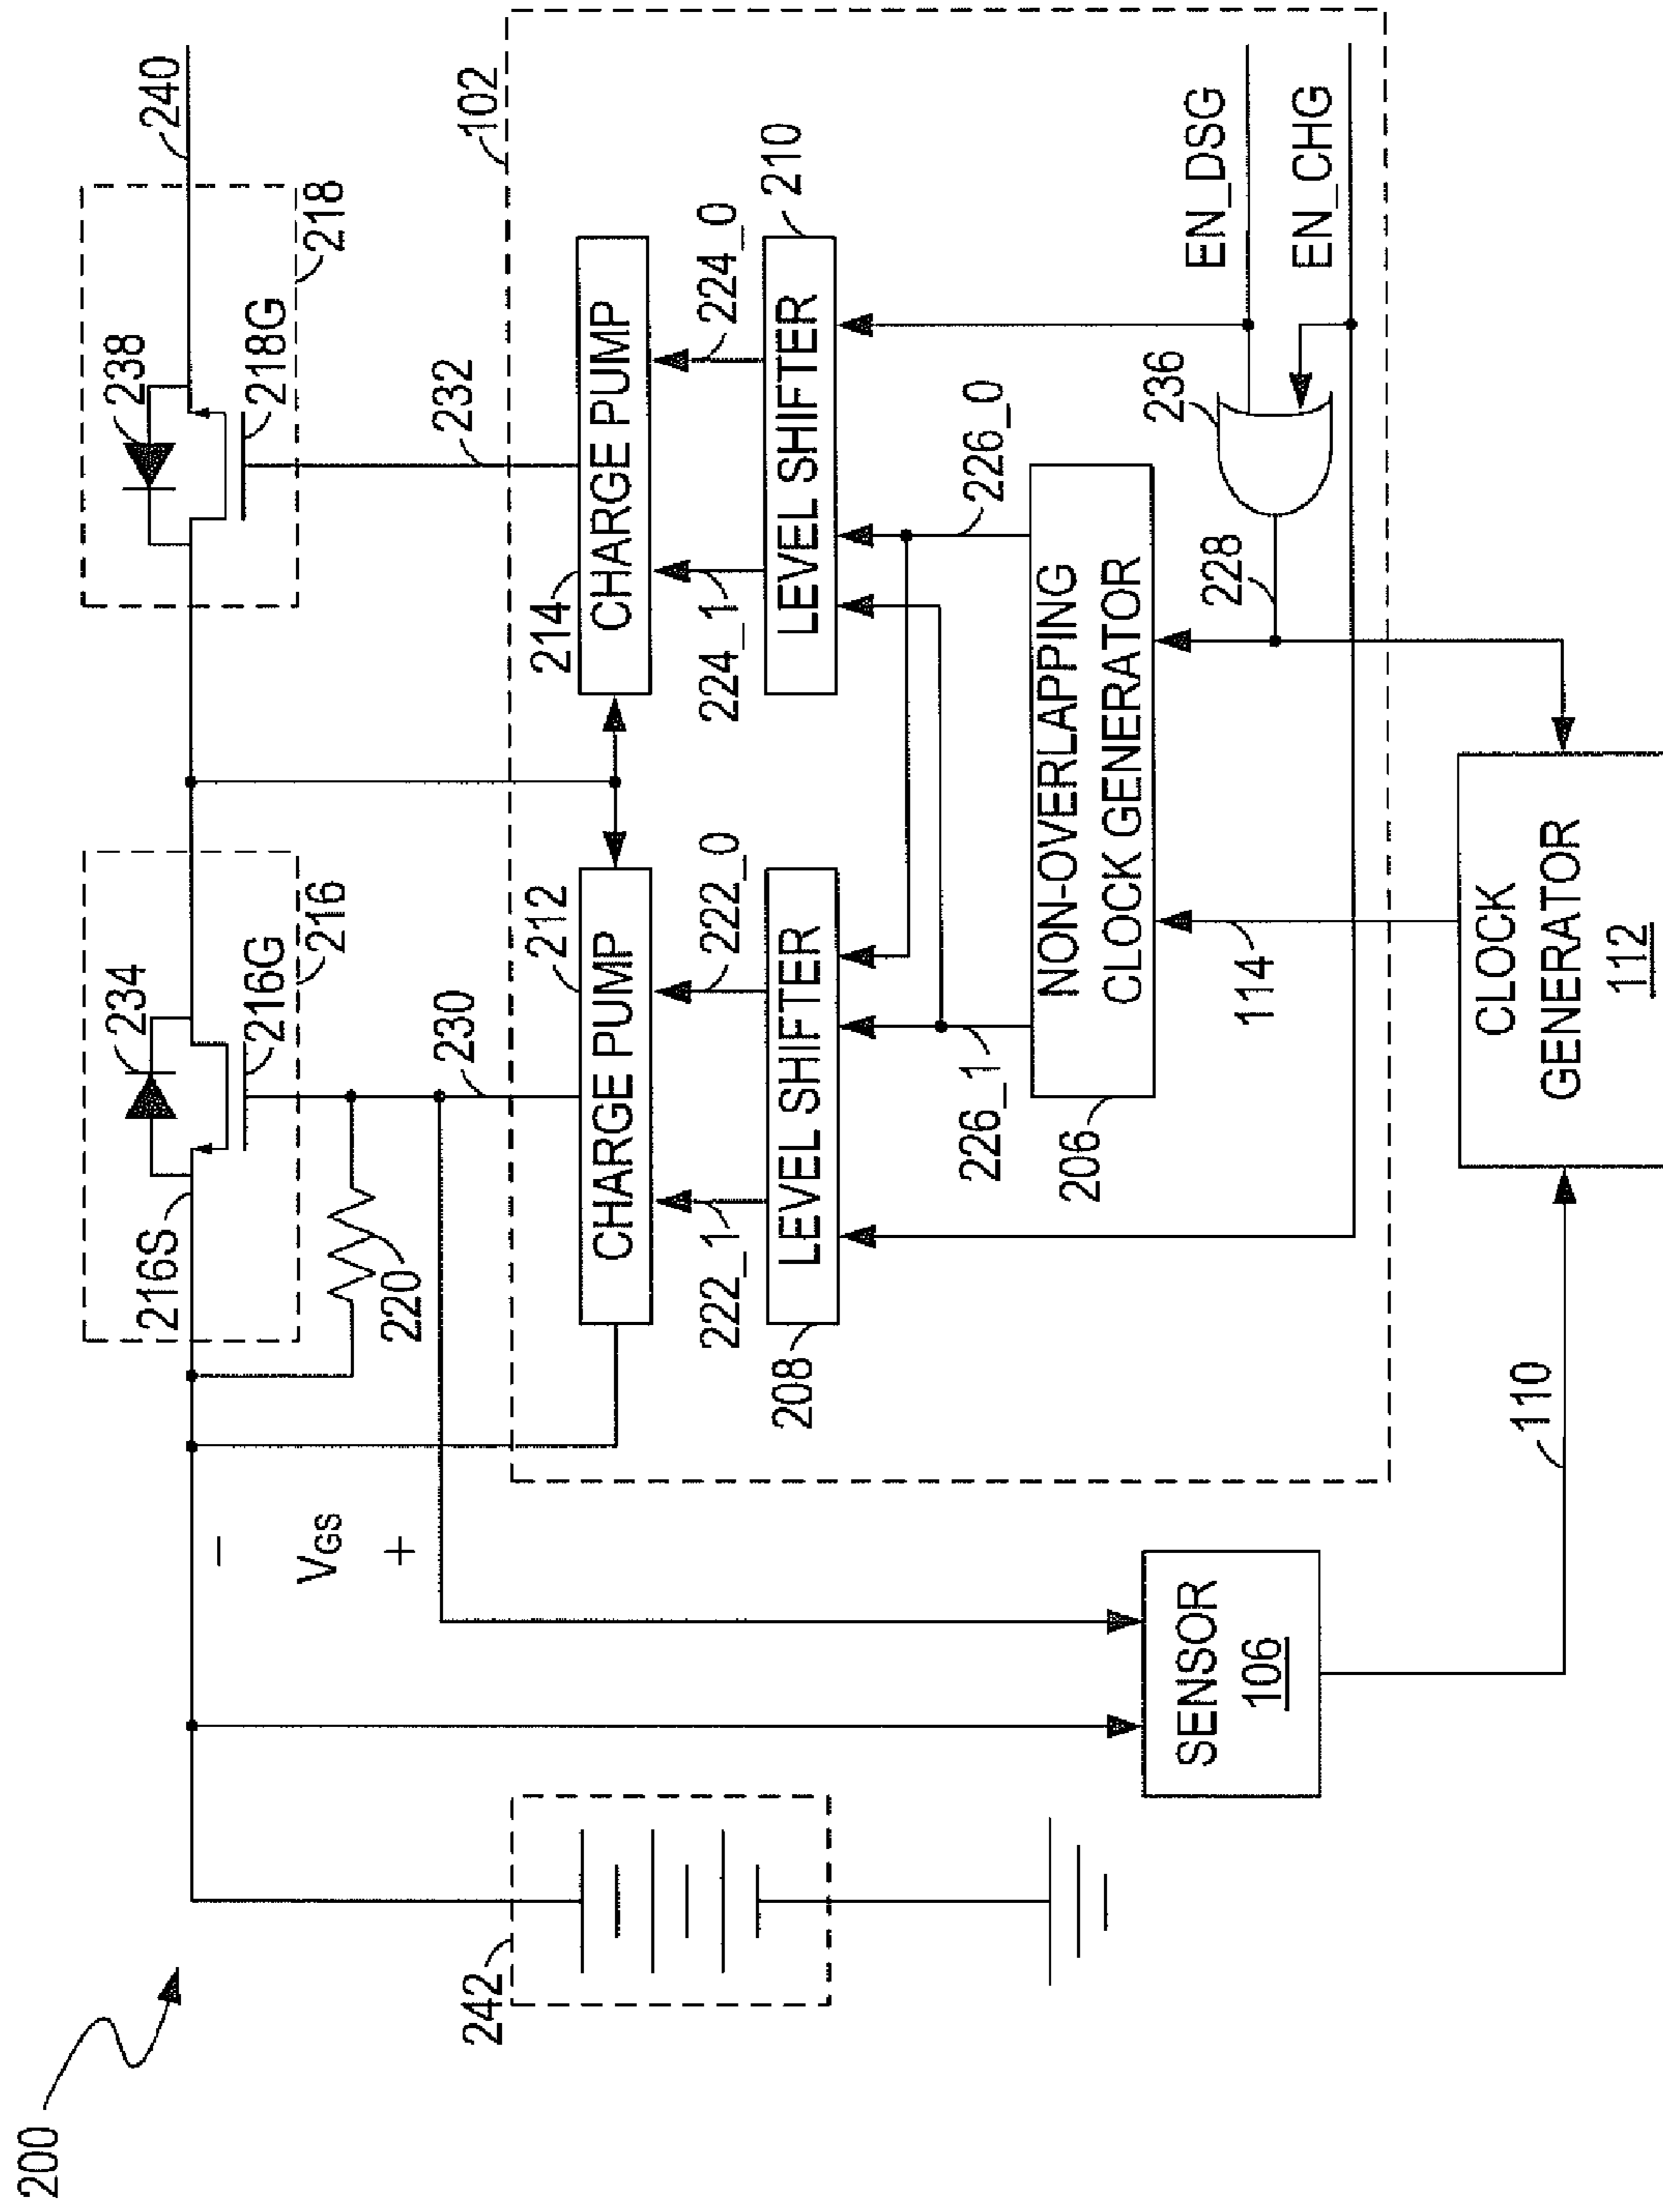 200
216S
234
216G
216
238
218G
218
240
102
–
VGS
+
220
230
212
CHARGE PUMP
214
CHARGE PUMP
232
222_1
222_0
224_1
224_0
208
LEVEL SHIFTER
LEVEL SHIFTER
210
242
226_1
226_0
206
NON-OVERLAPPING
CLOCK GENERATOR
228
236
EN_DSG
EN_CHG
114
SENSOR
106
110
CLOCK
GENERATOR
112